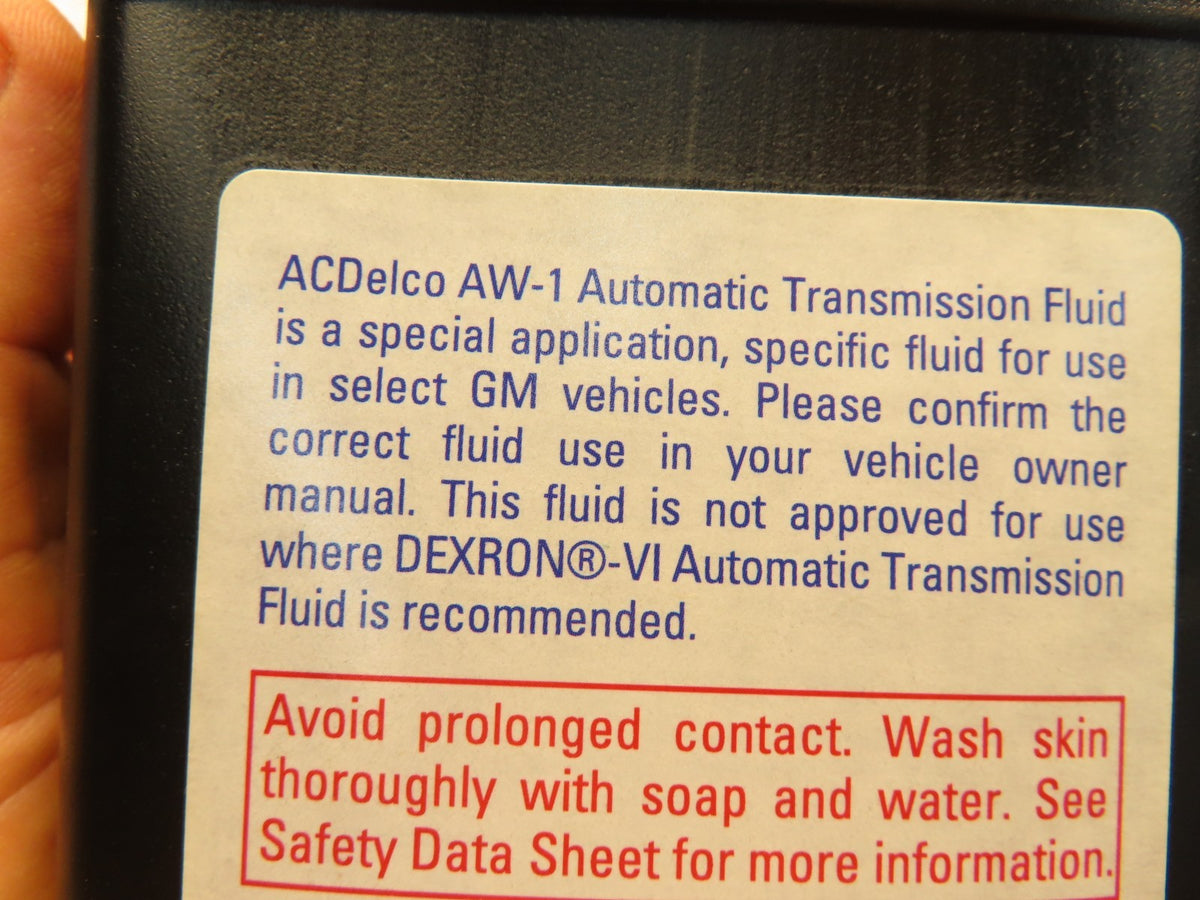 ACDelco AW-1 Automatic Transmission Fluid
is a special application, specific fluid for use
in select GM vehicles. Please confirm the
correct fluid use in your vehicle owner
manual. This fluid is not approved for use
where DEXRON®-VI Automatic Transmission
Fluid is recommended.
Avoid prolonged contact. Wash skin
thoroughly with soap and water. See
Safety Data Sheet for more information.